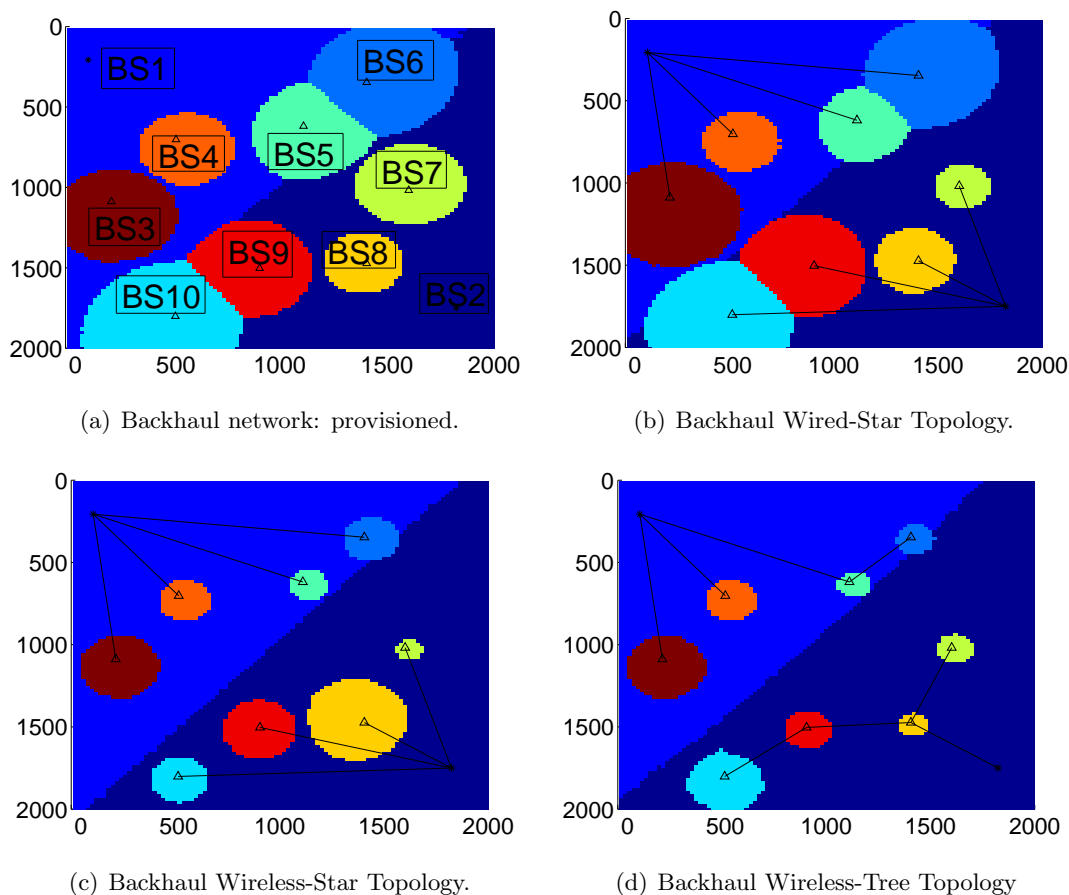 0
500
1000
1500
2000
500
1000
1500
2000
BS1
BS6
BS4
BS5
BS7
BS3
BS9
BS8
BS10
BS2
(a) Backhaul network: provisioned.
0
500
1000
1500
2000
0
500
1000
1500
2000
(b) Backhaul Wired-Star Topology.
0
500
1000
1500
2000
0
500
1000
1500
2000
(c) Backhaul Wireless-Star Topology.
0
500
1000
1500
2000
0
500
1000
1500
2000
(d) Backhaul Wireless-Tree Topology